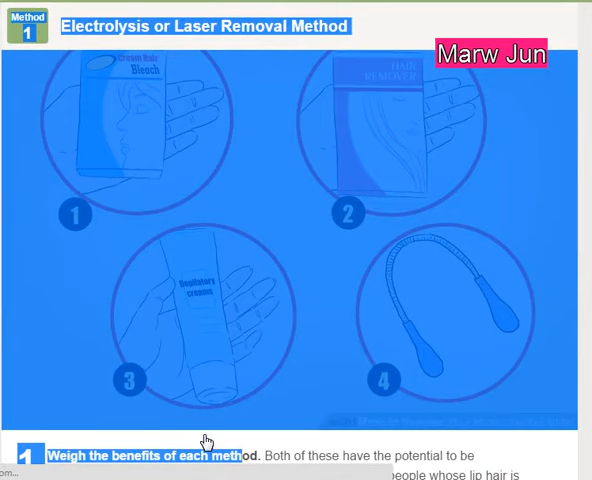 Method
1
Electrolysis or Laser Removal Method
Marw Jun
Cream Hair
Bleach
HAIR
REMOVER
1
2
Depilatory
creams
3
4
1 Weigh the benefits of each method. Both of these have the potential to be
om...
people whose lip hair is